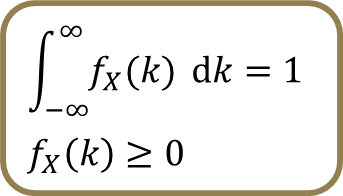 ∫_{-∞}^{∞} f_X(k) dk = 1
f_X(k) ≥ 0